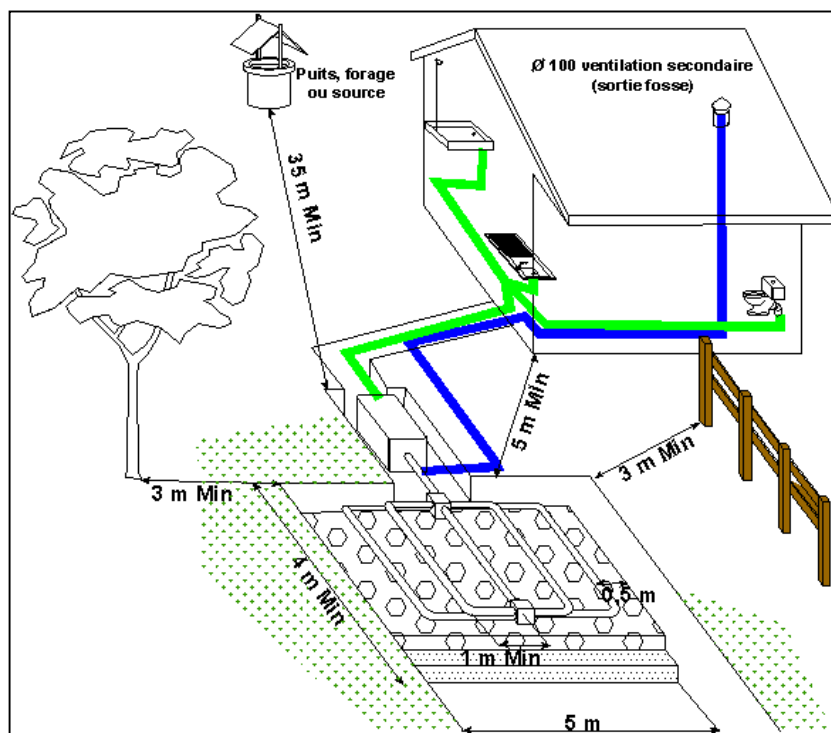 Puits, forage
ou source
Ø 100 ventilation secondaire
(sortie fosse)
35 m Min
5 m Min
3 m Min
3 m Min
4 m Min
0,5 m
1 m Min
5 m